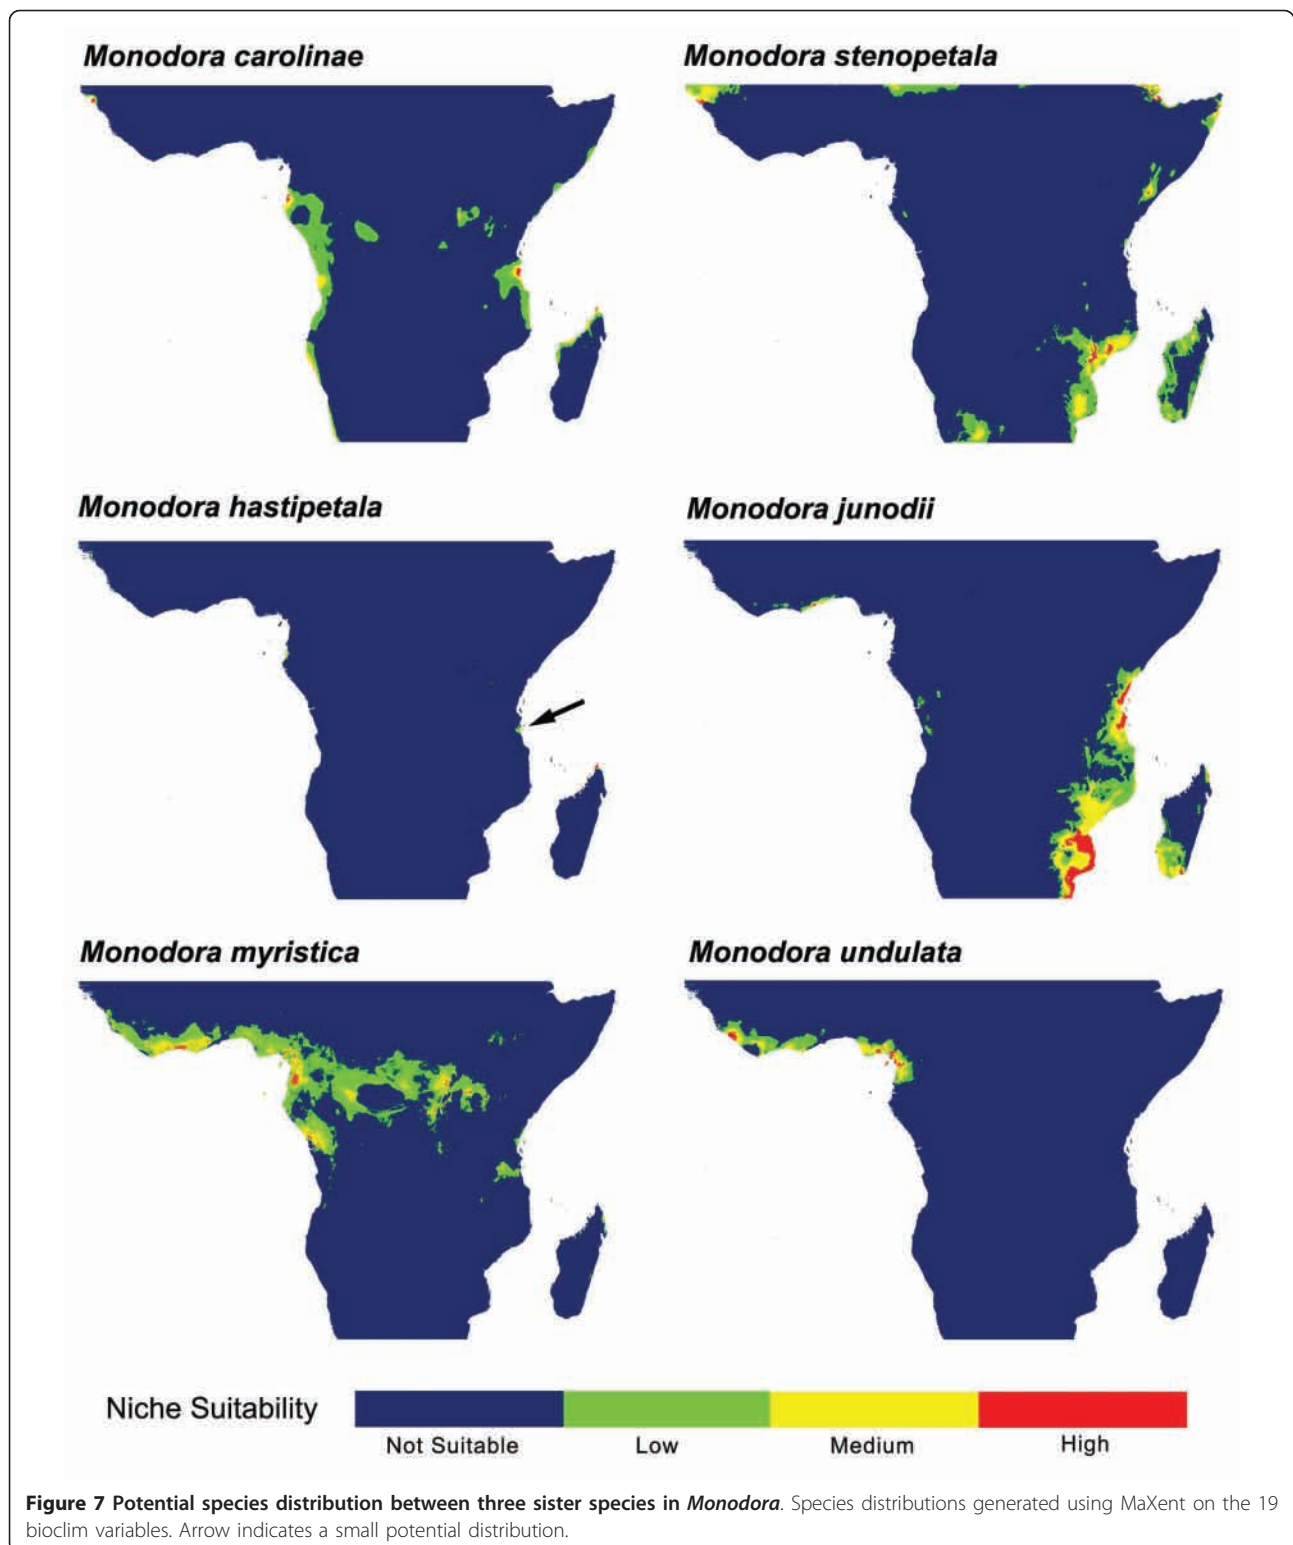 Monodora carolinae
Monodora stenopetala
Monodora hastipetala
Monodora junodii
Monodora myristica
Monodora undulata
Niche Suitability
Not Suitable
Low
Medium
High
Figure 7 Potential species distribution between three sister species in Monodora. Species distributions generated using MaXent on the 19
bioclim variables. Arrow indicates a small potential distribution.